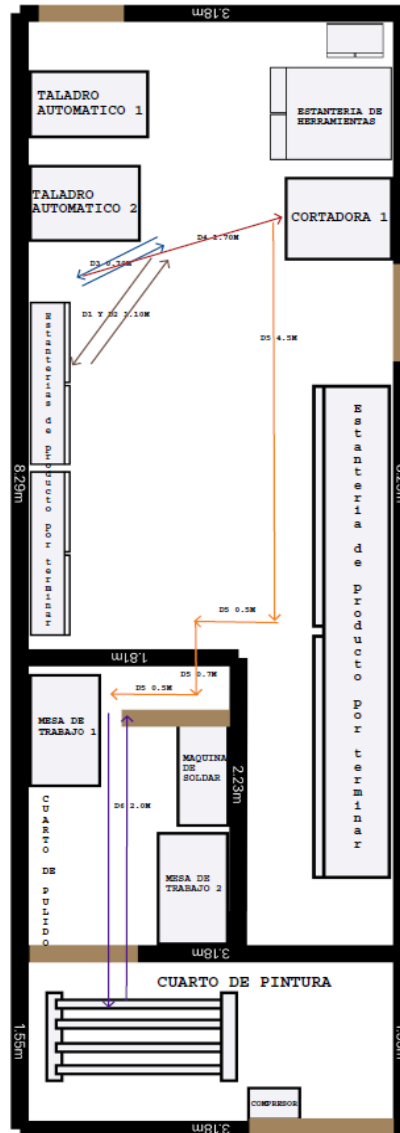 3.18m
TALADRO
AUTOMATICO 1
ESTANTERIA DE
HERRAMIENTAS
TALADRO
AUTOMATICO 2
CORTADORA 1
D4 1.70M
D3 0.70M
D1 Y D2 1.10M
D5 4.5M
Estanterias de producto por terminar
Estanteria de producto por terminar
8.29m
D5 0.5M
1.81m
D5 0.7M
D5 0.5M
MESA DE
TRABAJO 1
MAQUINA
DE
SOLDAR
2.23m
CUARTO DE PULIDO
D6 2.0M
MESA DE
TRABAJO 2
3.18m
CUARTO DE PINTURA
1.55m
COMPRESOR
3.18m